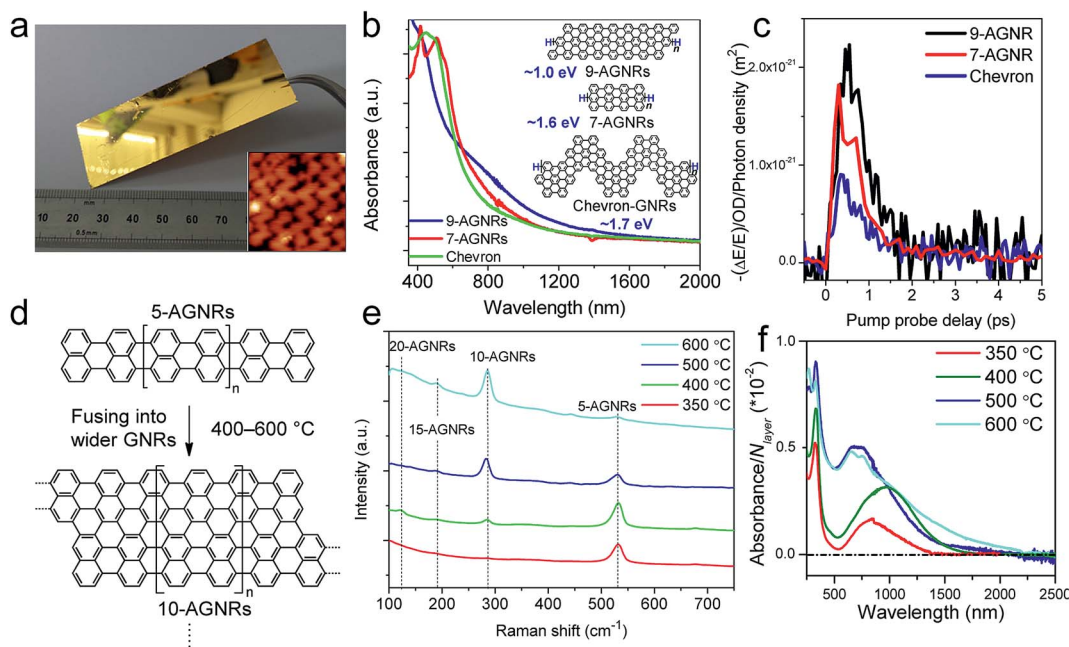 a
mm
10 20 30 40 50 60 70
0.5mm
b
Absorbance (a.u.)
H H n
~1.0 eV 9-AGNRs
H H n
~1.6 eV 7-AGNRs
H H n
Chevron-GNRs
~1.7 eV
9-AGNRs
7-AGNRs
Chevron
400 800 1200 1600 2000
Wavelength (nm)
c
-(ΔE/E)/OD/Photon density (m²)
2.0x10⁻²¹
1.0x10⁻²¹
0.0
9-AGNR
7-AGNR
Chevron
0 1 2 3 4 5
Pump probe delay (ps)
d
5-AGNRs
n
Fusing into
wider GNRs
400–600 °C
n
10-AGNRs
e
Intensity (a.u.)
20-AGNRs
10-AGNRs
15-AGNRs
5-AGNRs
600 °C
500 °C
400 °C
350 °C
100 200 300 400 500 600 700
Raman shift (cm⁻¹)
f
Absorbance/N layer (*10⁻²)
1.0
0.5
0.0
350 °C
400 °C
500 °C
600 °C
500 1000 1500 2000 2500
Wavelength (nm)